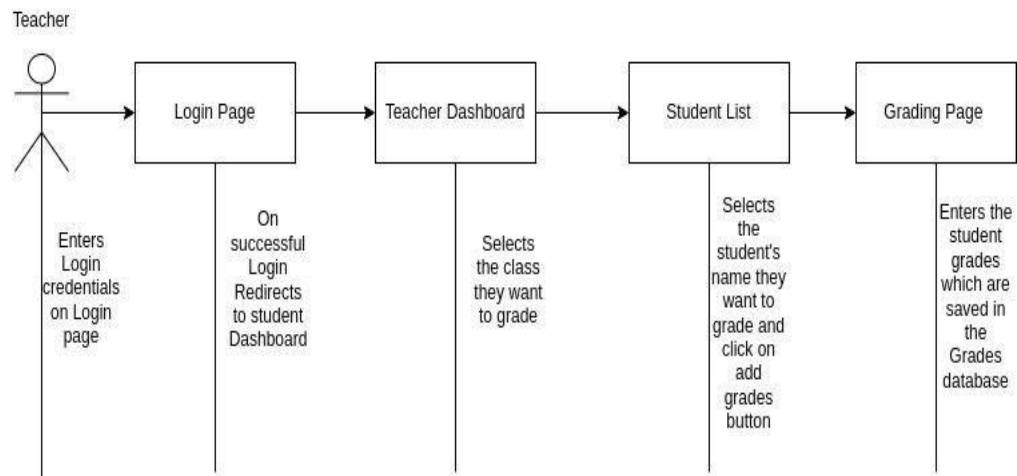 Teacher
Login Page
Teacher Dashboard
Student List
Grading Page
Enters
Login
credentials
on Login
page
On
successful
Login
Redirects
to student
Dashboard
Selects
the class
they want
to grade
Selects
the
student's
name they
want to
grade and
click on
add
grades
button
Enters the
student
grades
which are
saved in
the
Grades
database